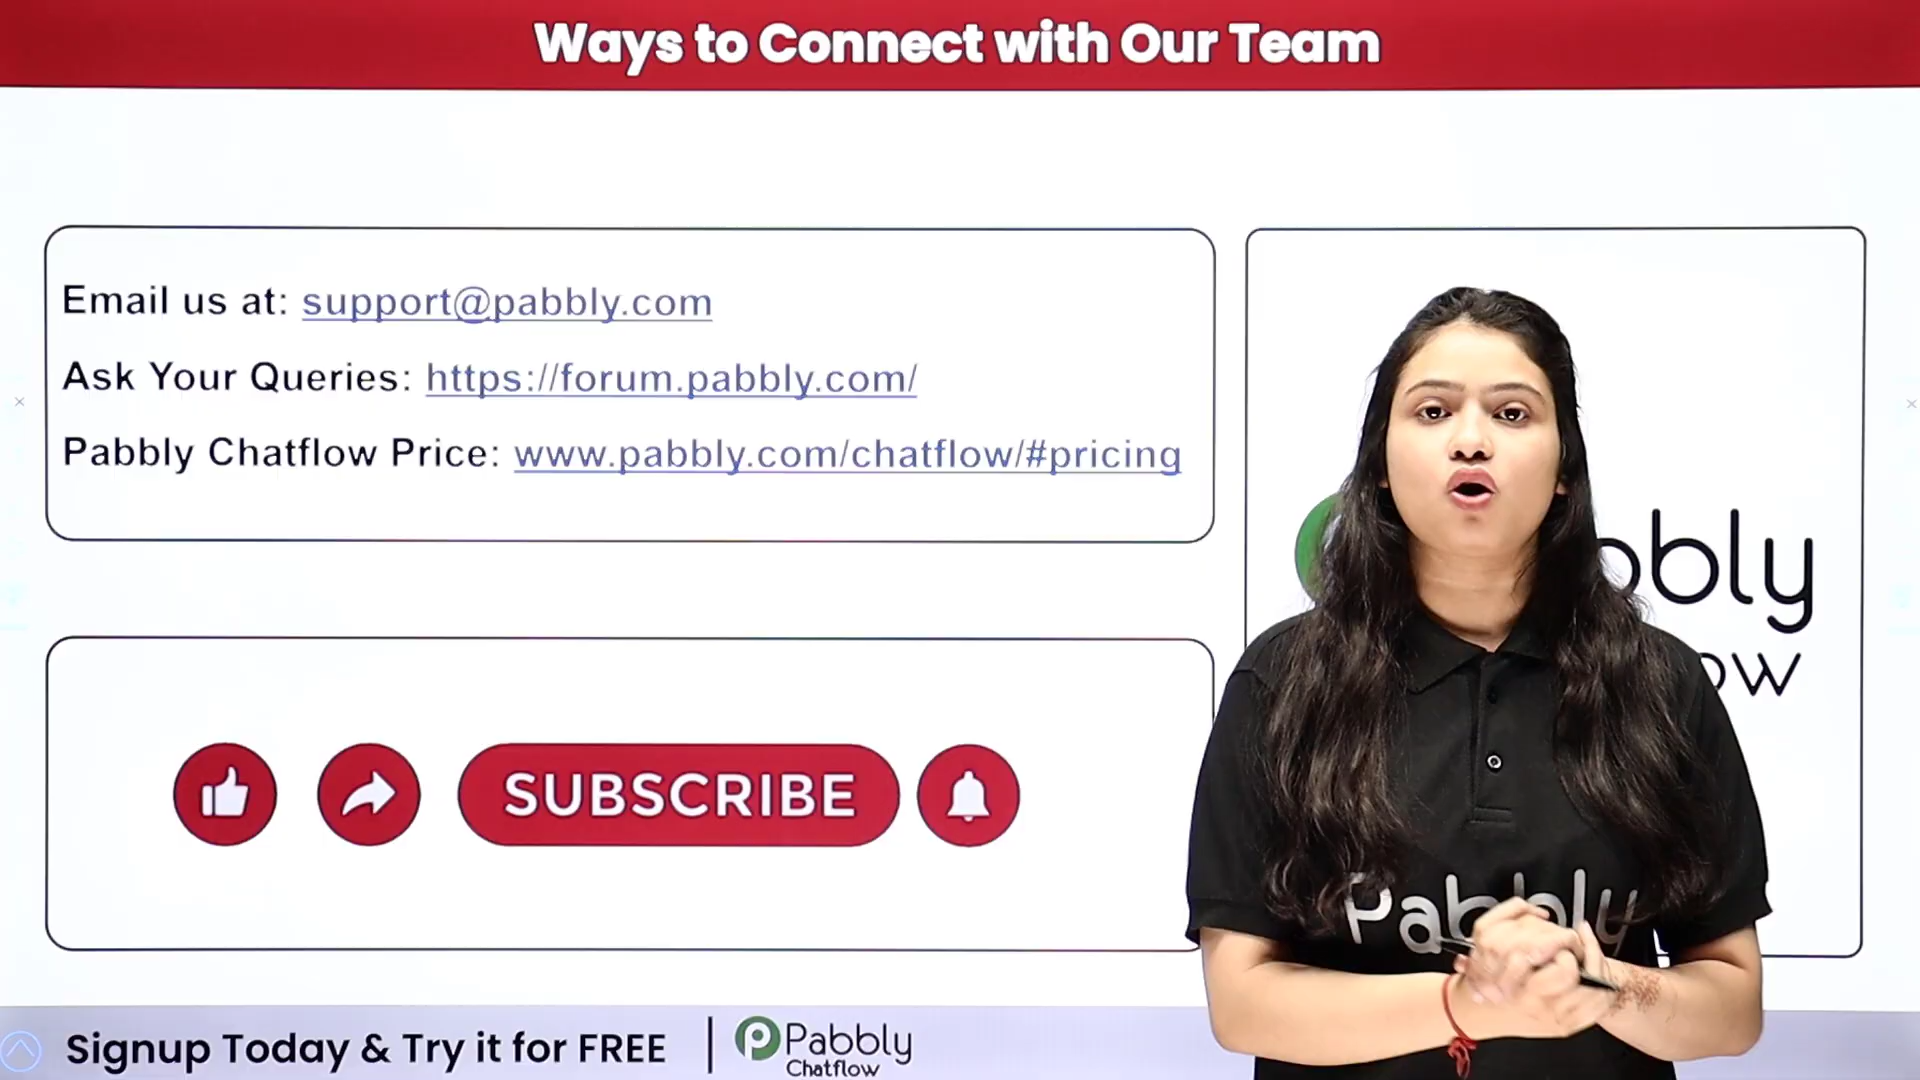 Ways to Connect with Our Team
Email us at: support@pabbly.com
Ask Your Queries: https://forum.pabbly.com/
Pabbly Chatflow Price: www.pabbly.com/chatflow/#pricing
SUBSCRIBE
Pabbly
Signup Today & Try it for FREE | Pabbly
Chatflow